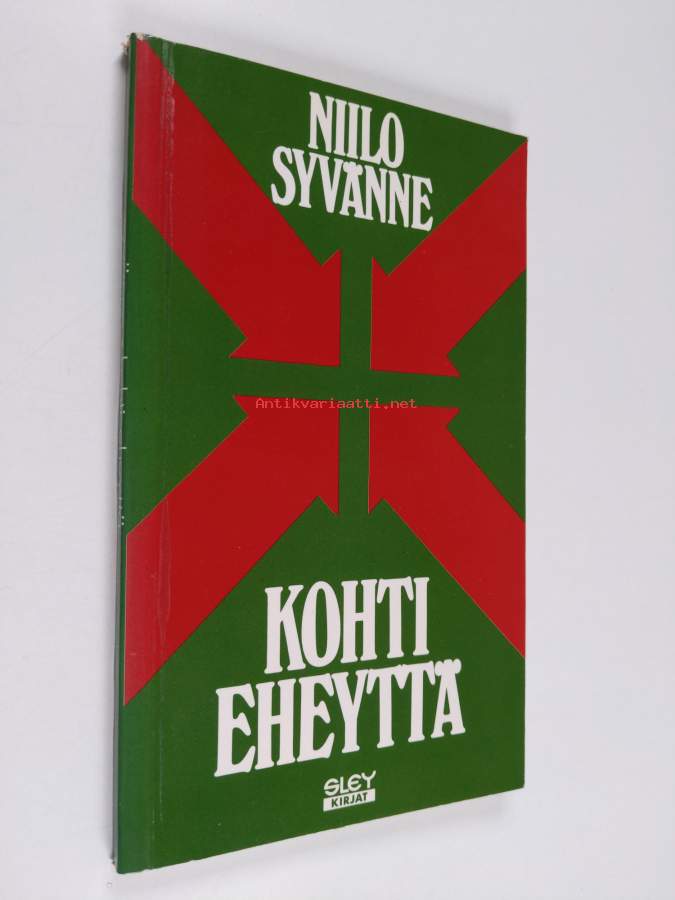 NIILO
SYVÄNNE
Antikvariaatti.net
KOHTI
EHEYTTÄ
SLEY
KIRJAT